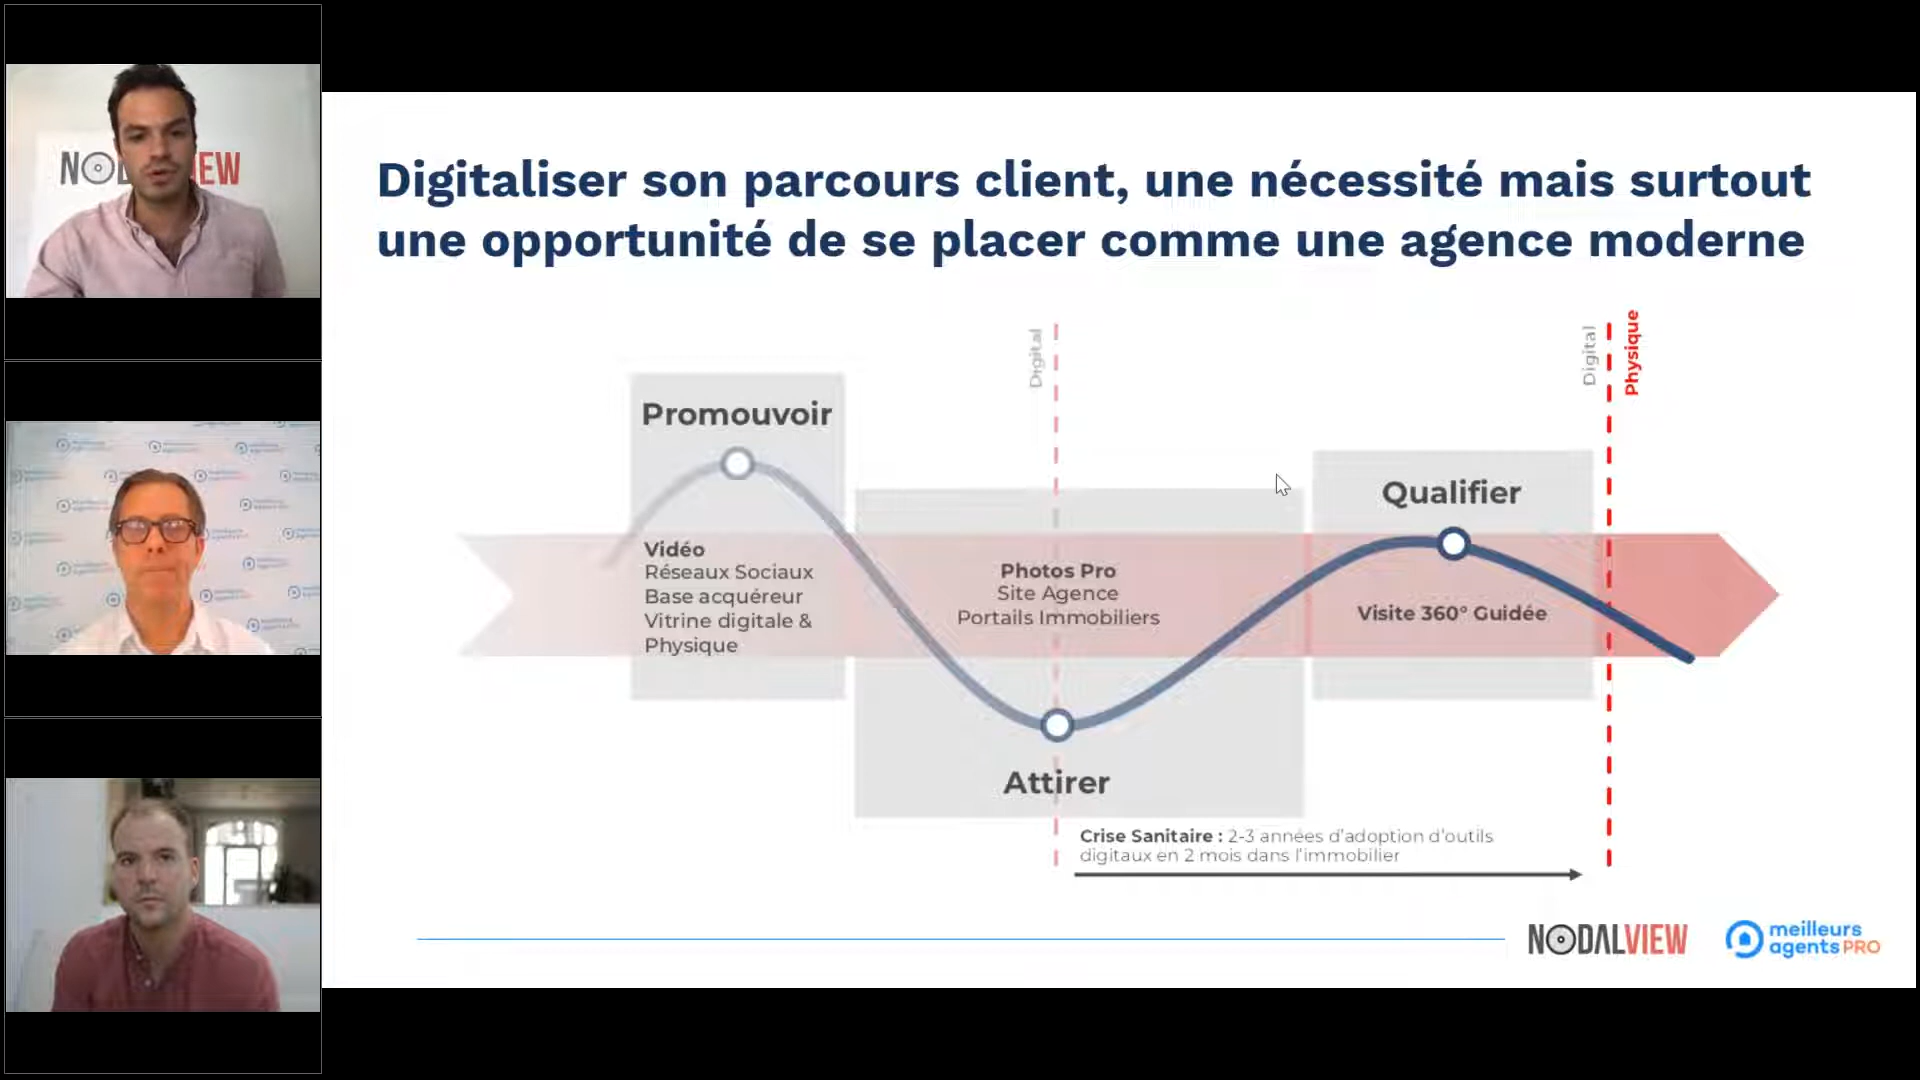 Digitaliser son parcours client, une nécessité mais surtout
une opportunité de se placer comme une agence moderne
Digital
Digital
Physique
Promouvoir
Vidéo
Réseaux Sociaux
Base acquéreur
Vitrine digitale &
Physique
Photos Pro
Site Agence
Portails Immobiliers
Attirer
Qualifier
Visite 360° Guidée
Crise Sanitaire : 2-3 années d'adoption d'outils
digitaux en 2 mois dans l'immobilier
NODALVIEW
meilleurs
agents PRO